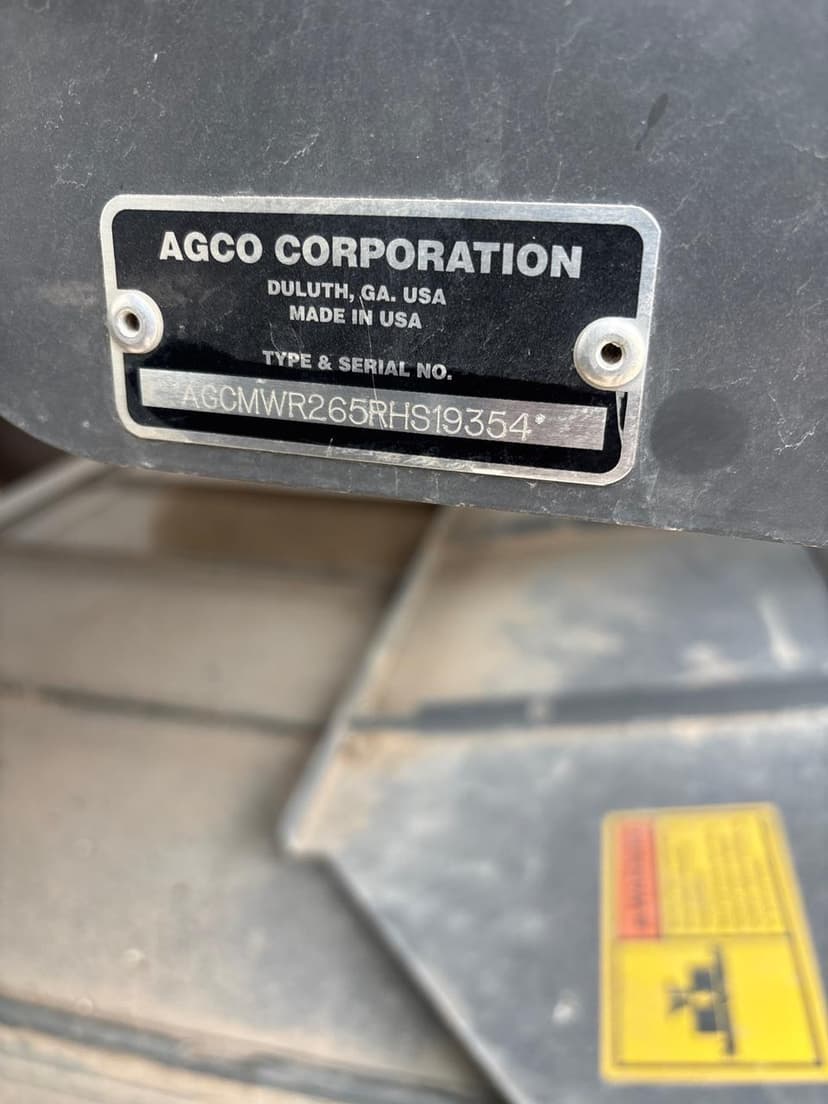 AGCO CORPORATION
DULUTH, GA. USA
MADE IN USA
TYPE & SERIAL NO.
AGCMWR265RHS19354*